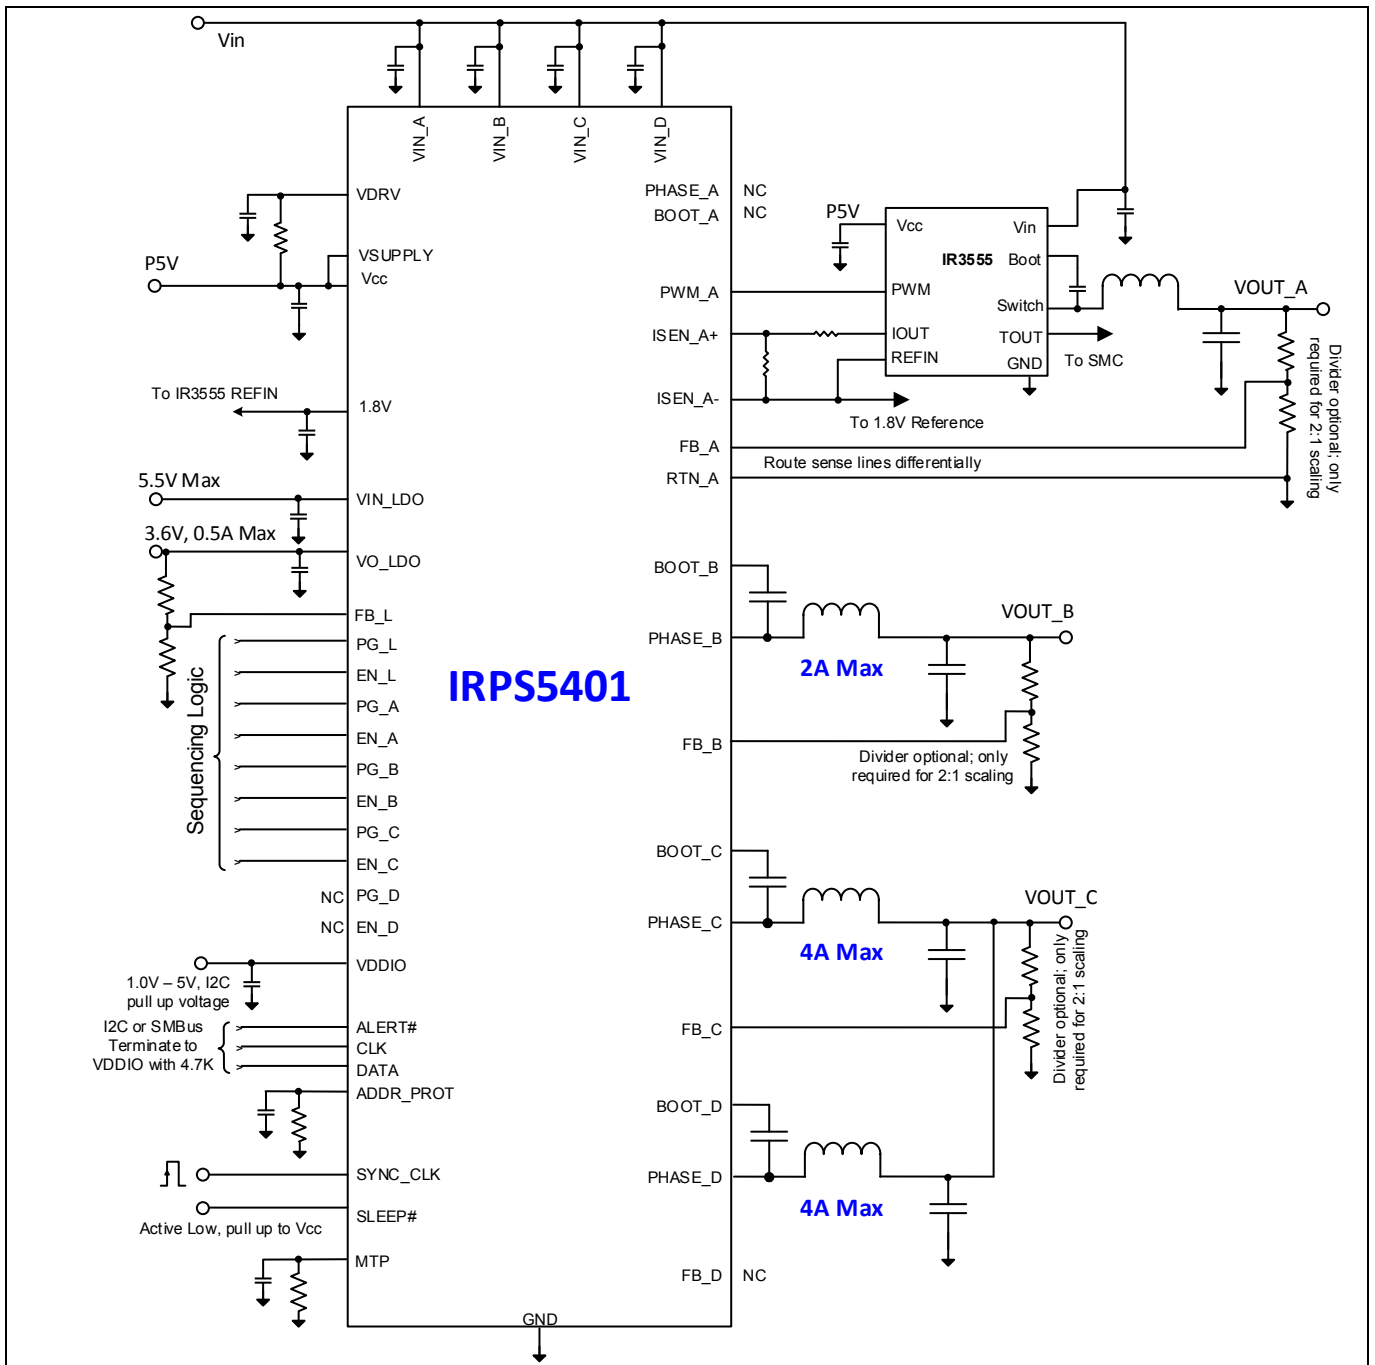 Vin
VIN_A
VIN_B
VIN_C
VIN_D
VDRV
P5V
VSUPPLY
Vcc
To IR3555 REFIN
1.8V
5.5V Max
VIN_LDO
3.6V, 0.5A Max
VO_LDO
FB_L
PG_L
EN_L
PG_A
EN_A
PG_B
EN_B
PG_C
EN_C
Sequencing Logic
NC PG_D
NC EN_D
VDDIO
1.0V – 5V, I2C
pull up voltage
I2C or SMBus
Terminate to
VDDIO with 4.7K
ALERT#
CLK
DATA
ADDR_PROT
SYNC_CLK
SLEEP#
Active Low, pull up to Vcc
MTP
GND
IRPS5401
PHASE_A NC
BOOT_A NC
PWM_A
ISEN_A+
ISEN_A-
FB_A
RTN_A
To 1.8V Reference
Route sense lines differentially
P5V
Vcc
Vin
IR3555
Boot
PWM
Switch
IOUT
TOUT
REFIN
GND
To SMC
VOUT_A
Divider optional; only
required for 2:1 scaling
BOOT_B
PHASE_B
2A Max
VOUT_B
FB_B
Divider optional; only
required for 2:1 scaling
BOOT_C
PHASE_C
4A Max
VOUT_C
FB_C
Divider optional; only
required for 2:1 scaling
BOOT_D
PHASE_D
4A Max
FB_D NC